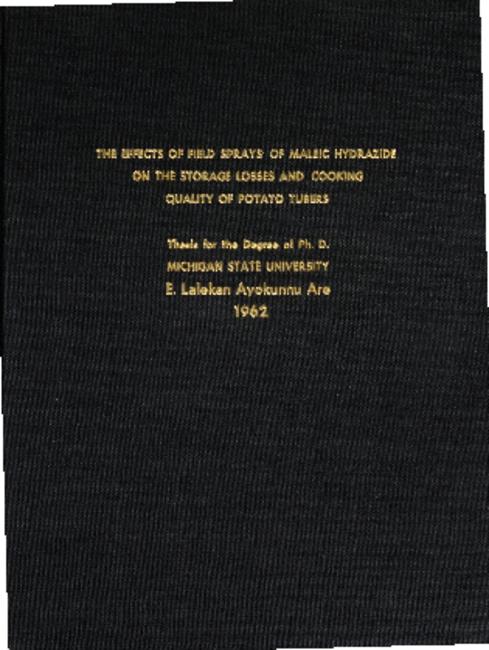 THE EFFECTS OF FIELD SPRAYS OF MALEIC HYDRAZIDE
ON THE STORAGE LOSSES AND COOKING
QUALITY OF POTATO TUBERS
Thesis for the Degree of Ph. D.
MICHIGAN STATE UNIVERSITY
E. Lalekan Ayokunnu Are
1962